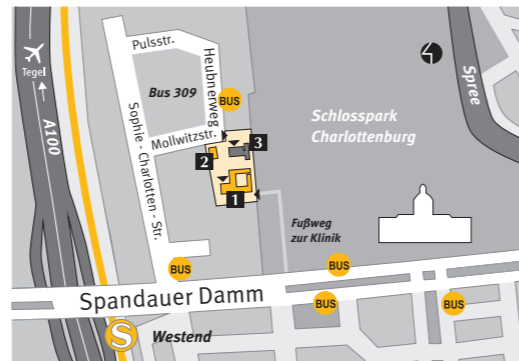 Pulsstr.
Heubnerweg
Tegel
Bus 309
BUS
Spree
Schlosspark
Charlottenburg
A100
Sophie - Charlotten - Str.
Mollwitzstr.
3
2
1
Fußweg
zur Klinik
BUS
BUS
Spandauer Damm
BUS
BUS
S
Westend